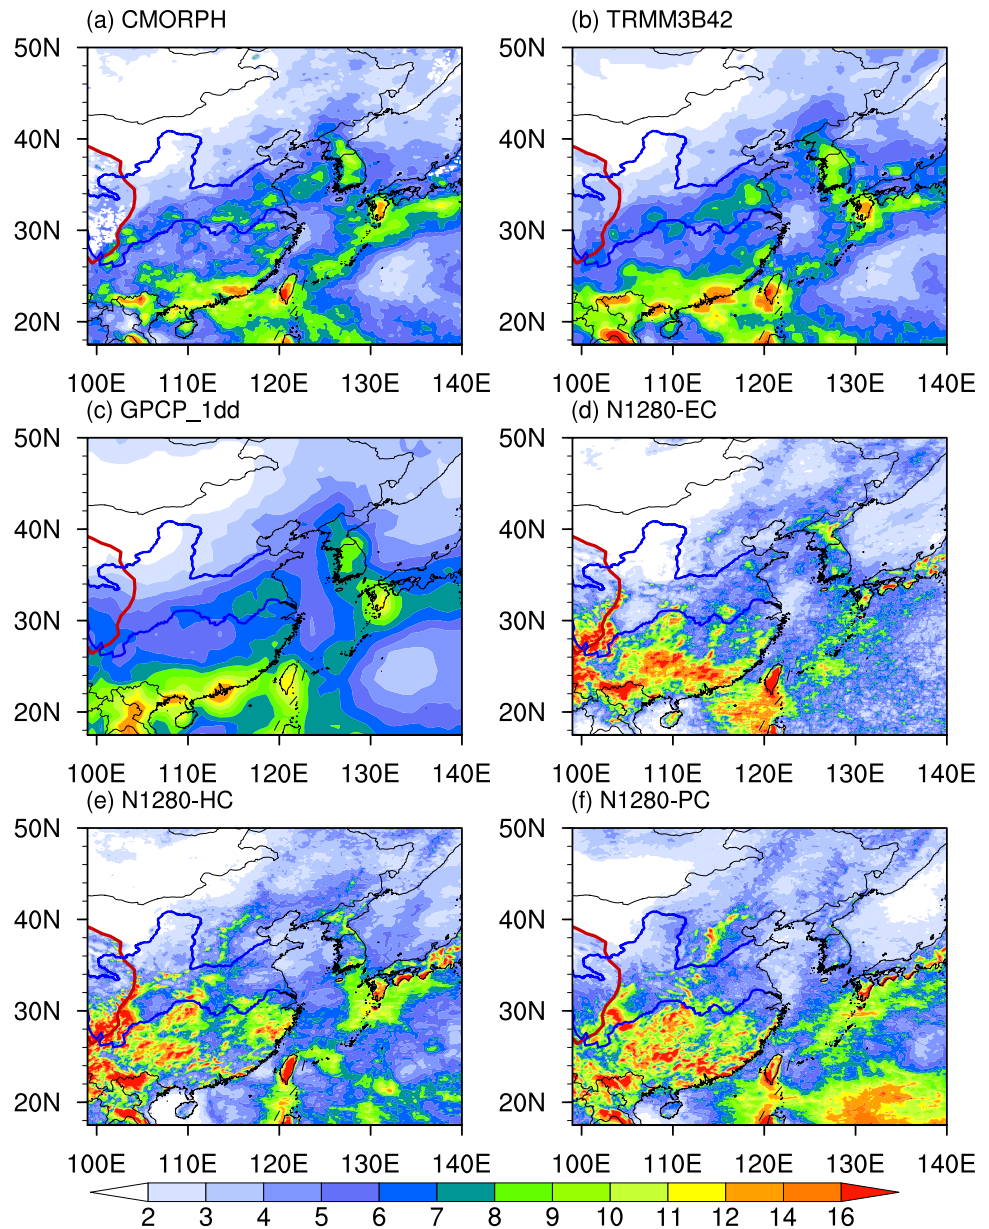 (a) CMORPH (b) TRMM3B42
50N 50N
40N 40N
30N 30N
20N 20N
100E 110E 120E 130E 140E 100E 110E 120E 130E 140E
(c) GPCP_1dd (d) N1280-EC
50N 50N
40N 40N
30N 30N
20N 20N
100E 110E 120E 130E 140E 100E 110E 120E 130E 140E
(e) N1280-HC (f) N1280-PC
50N 50N
40N 40N
30N 30N
20N 20N
100E 110E 120E 130E 140E 100E 110E 120E 130E 140E
2 3 4 5 6 7 8 9 10 11 12 14 16